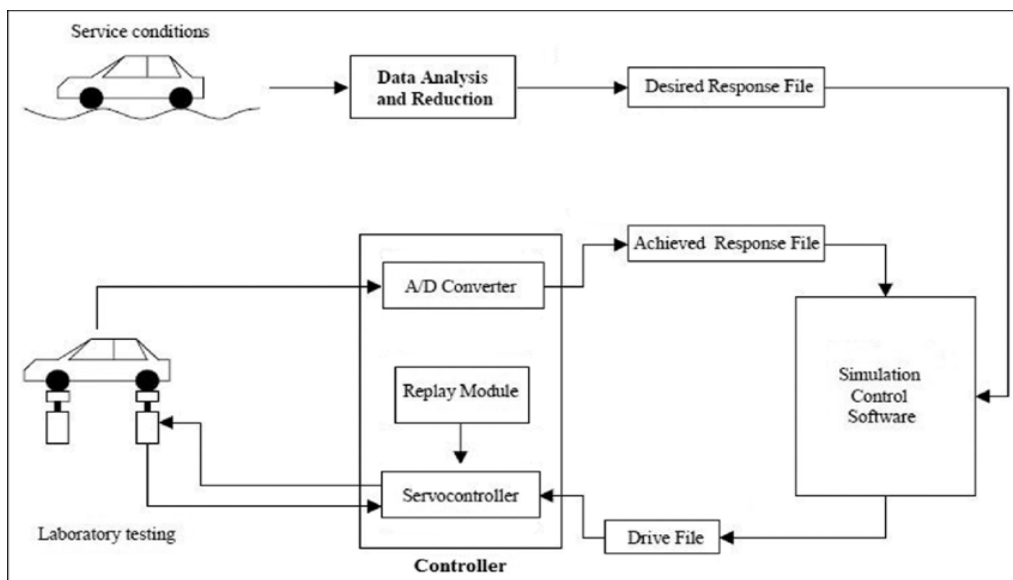 Service conditions
Data Analysis
and Reduction
Desired Response File
Achieved Response File
A/D Converter
Replay Module
Simulation
Control
Software
Servocontroller
Laboratory testing
Drive File
Controller